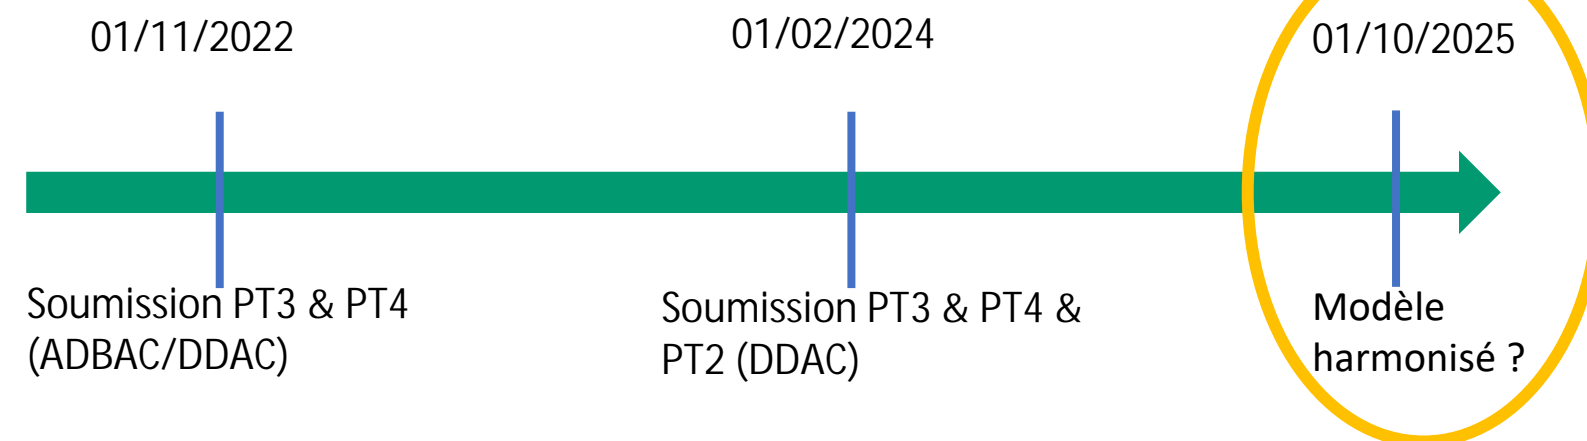 01/11/2022
01/02/2024
01/10/2025
Soumission PT3 & PT4
(ADBAC/DDAC)
Soumission PT3 & PT4 &
PT2 (DDAC)
Modèle
harmonisé ?